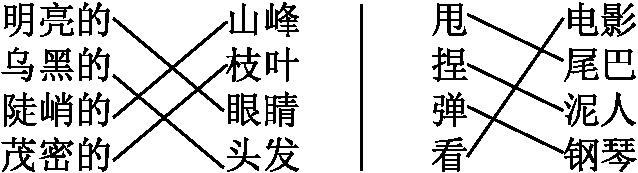 明亮的 山峰 甩 电影
乌黑的 枝叶 捏 尾巴
陡峭的 眼睛 弹 泥人
茂密的 头发 看 钢琴